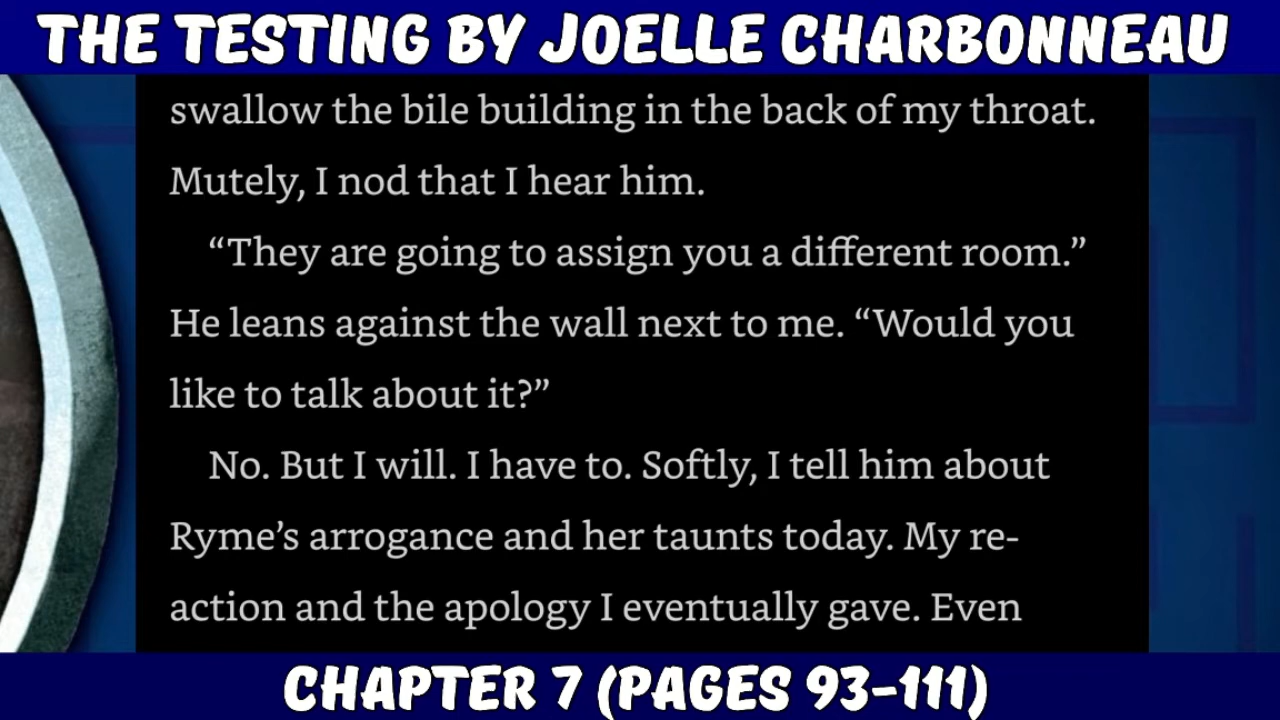 THE TESTING BY JOELLE CHARBONNEAU
swallow the bile building in the back of my throat.
Mutely, I nod that I hear him.
“They are going to assign you a different room.”
He leans against the wall next to me. “Would you
like to talk about it?”
No. But I will. I have to. Softly, I tell him about
Ryme’s arrogance and her taunts today. My re-
action and the apology I eventually gave. Even
CHAPTER 7 (PAGES 93-111)